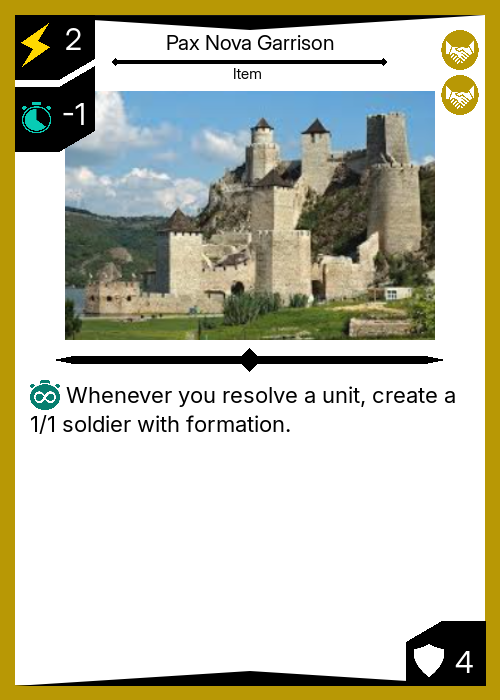 2
Pax Nova Garrison
Item
-1
Whenever you resolve a unit, create a
1/1 soldier with formation.
4